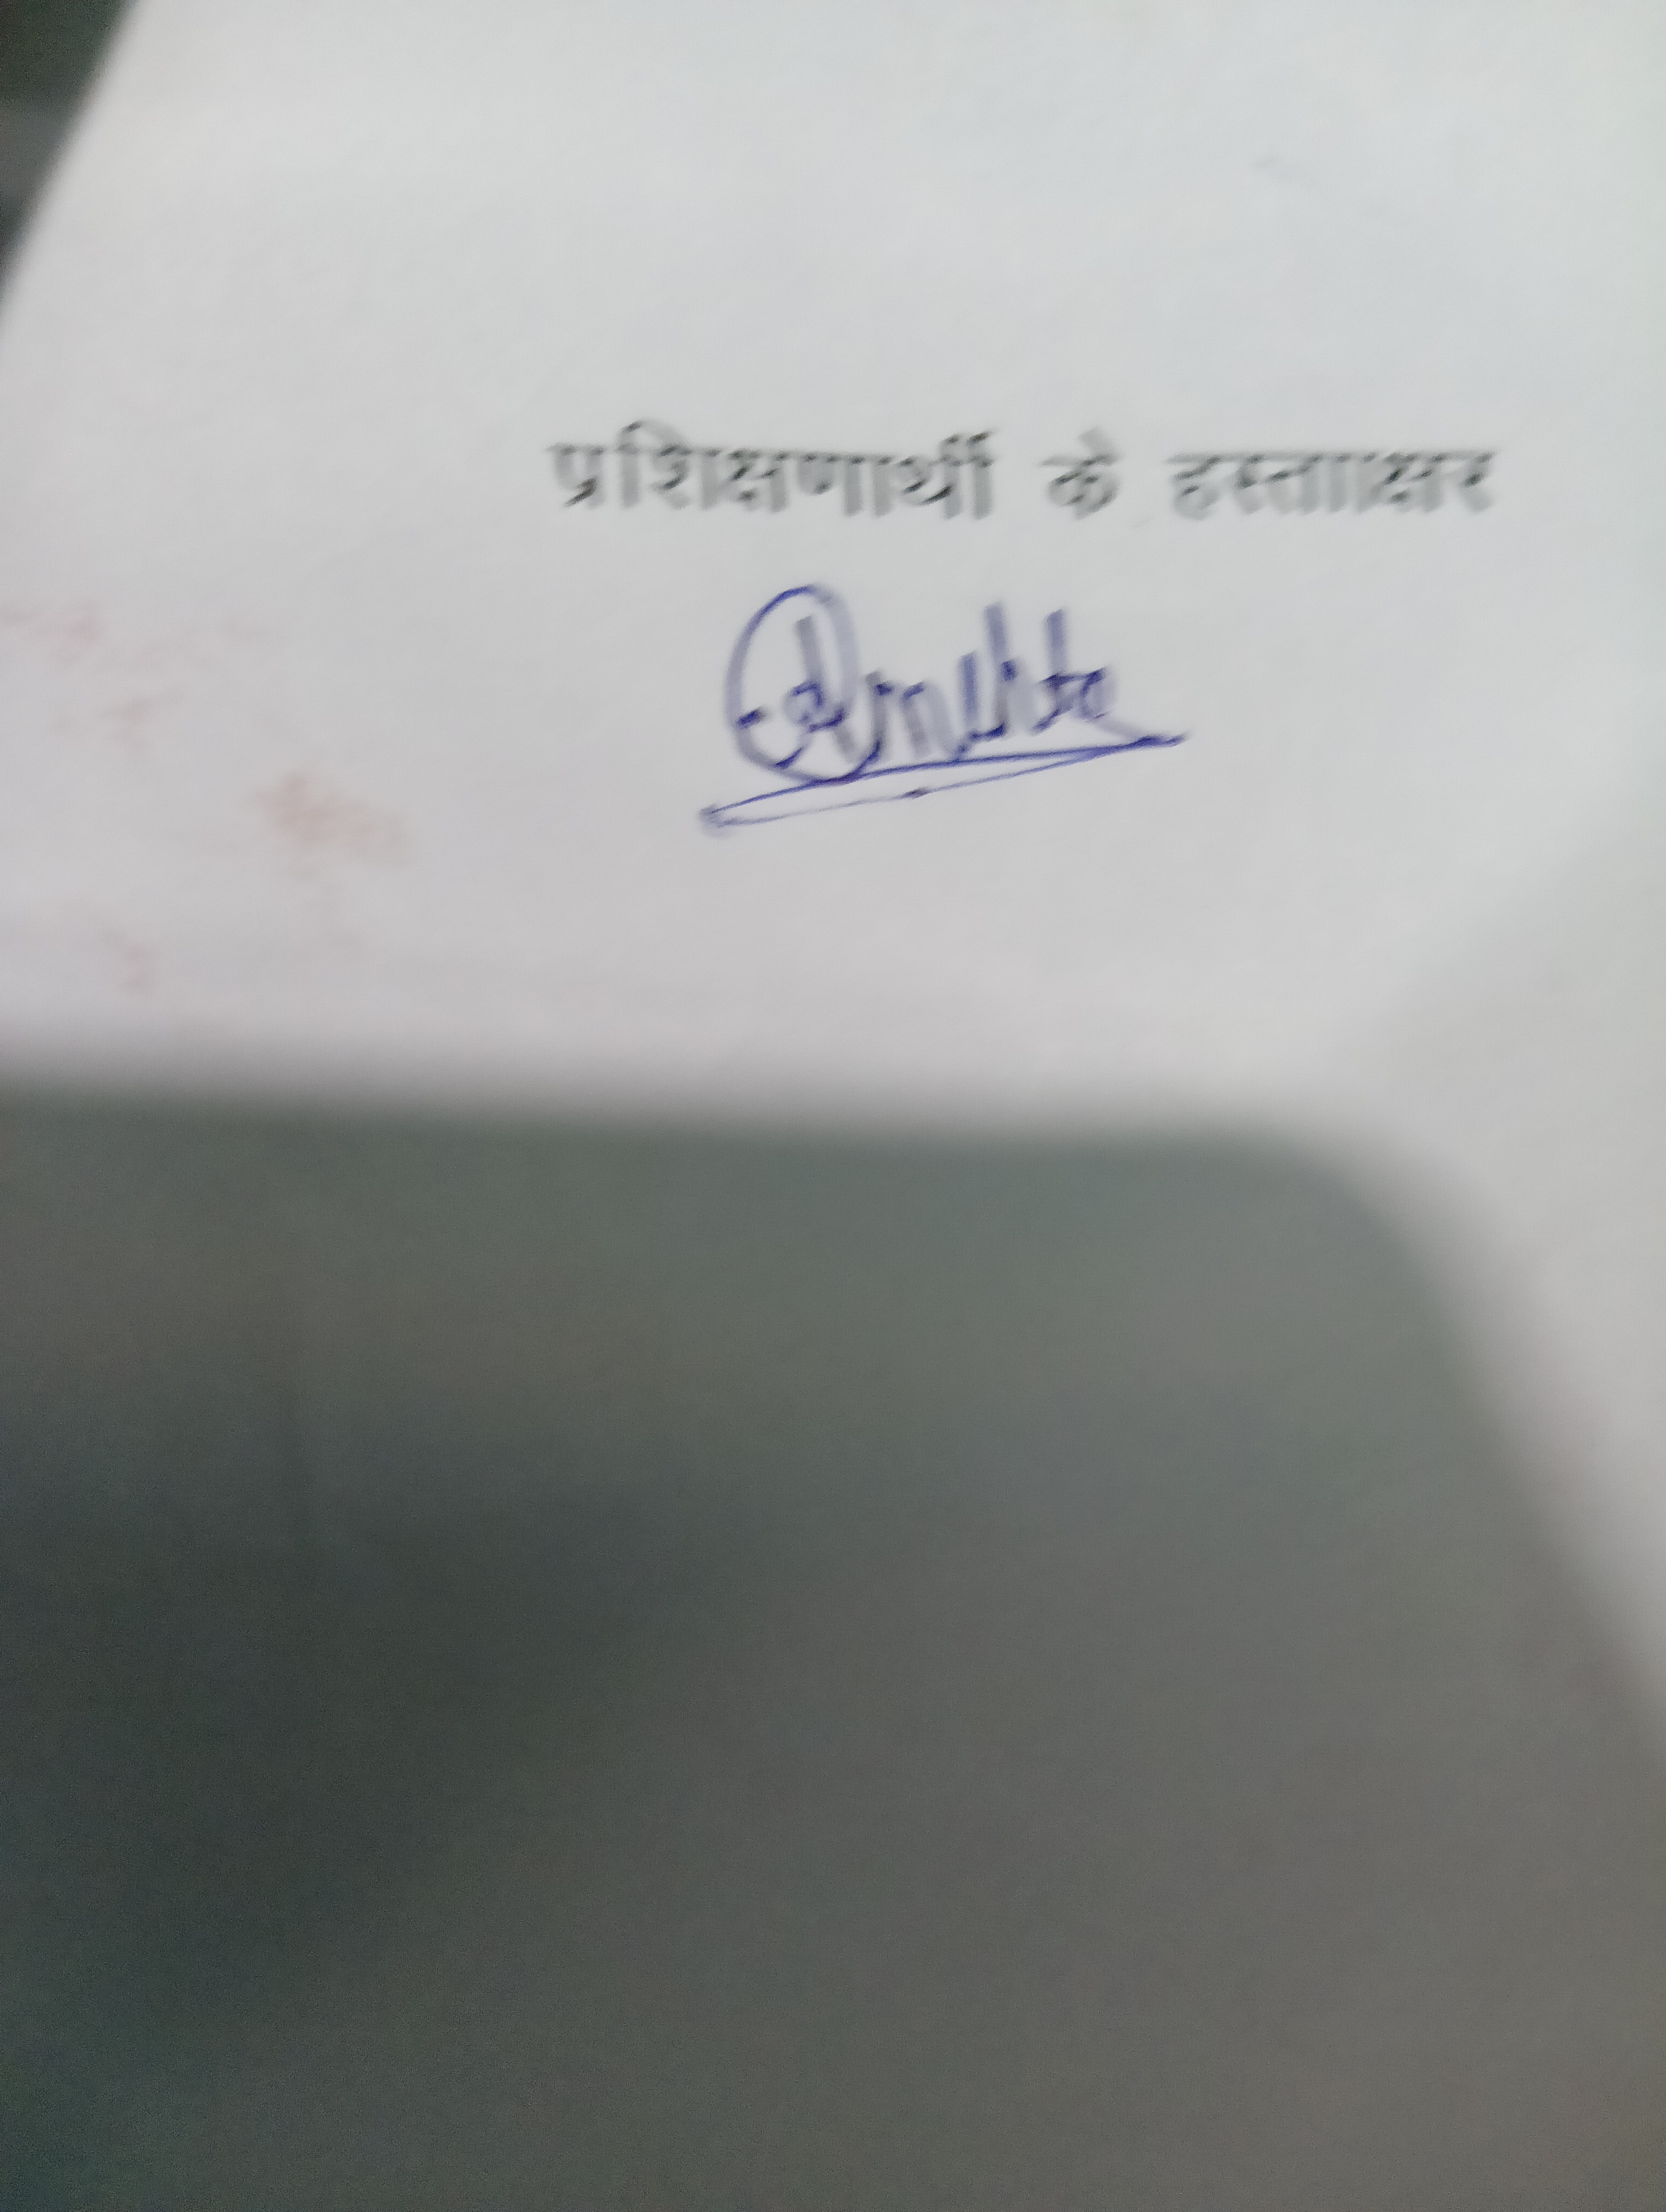 प्रशिक्षणार्थी के हस्ताक्षर